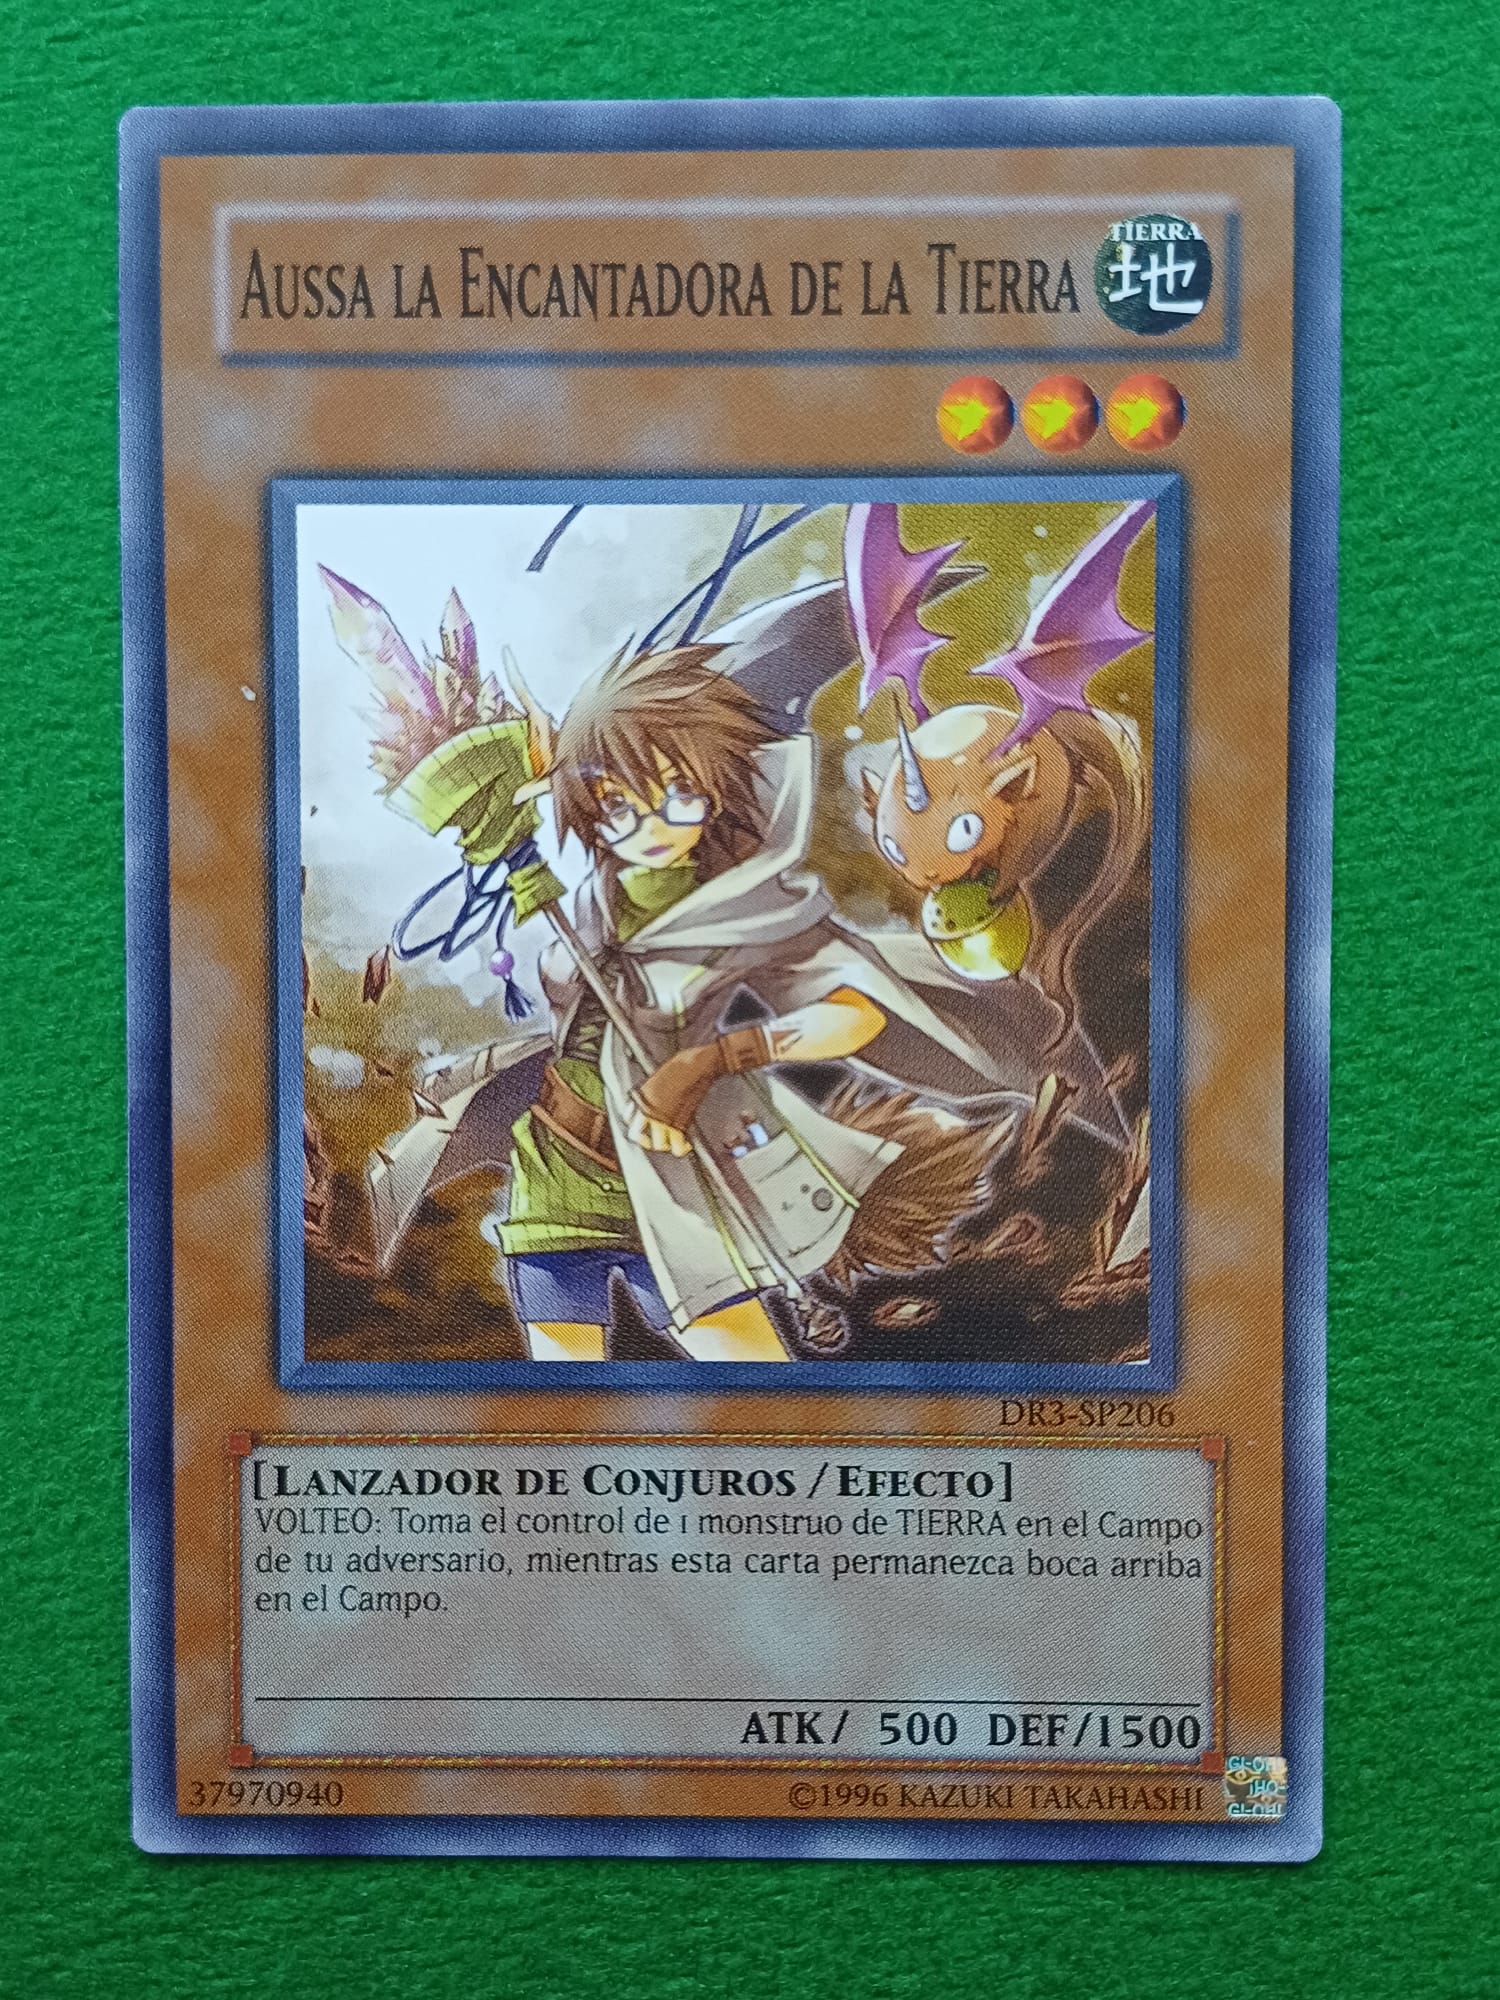 AUSSA LA ENCANTADORA DE LA TIERRA
TIERRA
地
DR3-SP206
[LANZADOR DE CONJUROS / EFECTO]
VOLTEO: Toma el control de 1 monstruo de TIERRA en el Campo
de tu adversario, mientras esta carta permanezca boca arriba
en el Campo.
ATK/ 500 DEF/1500
37970940
©1996 KAZUKI TAKAHASHI